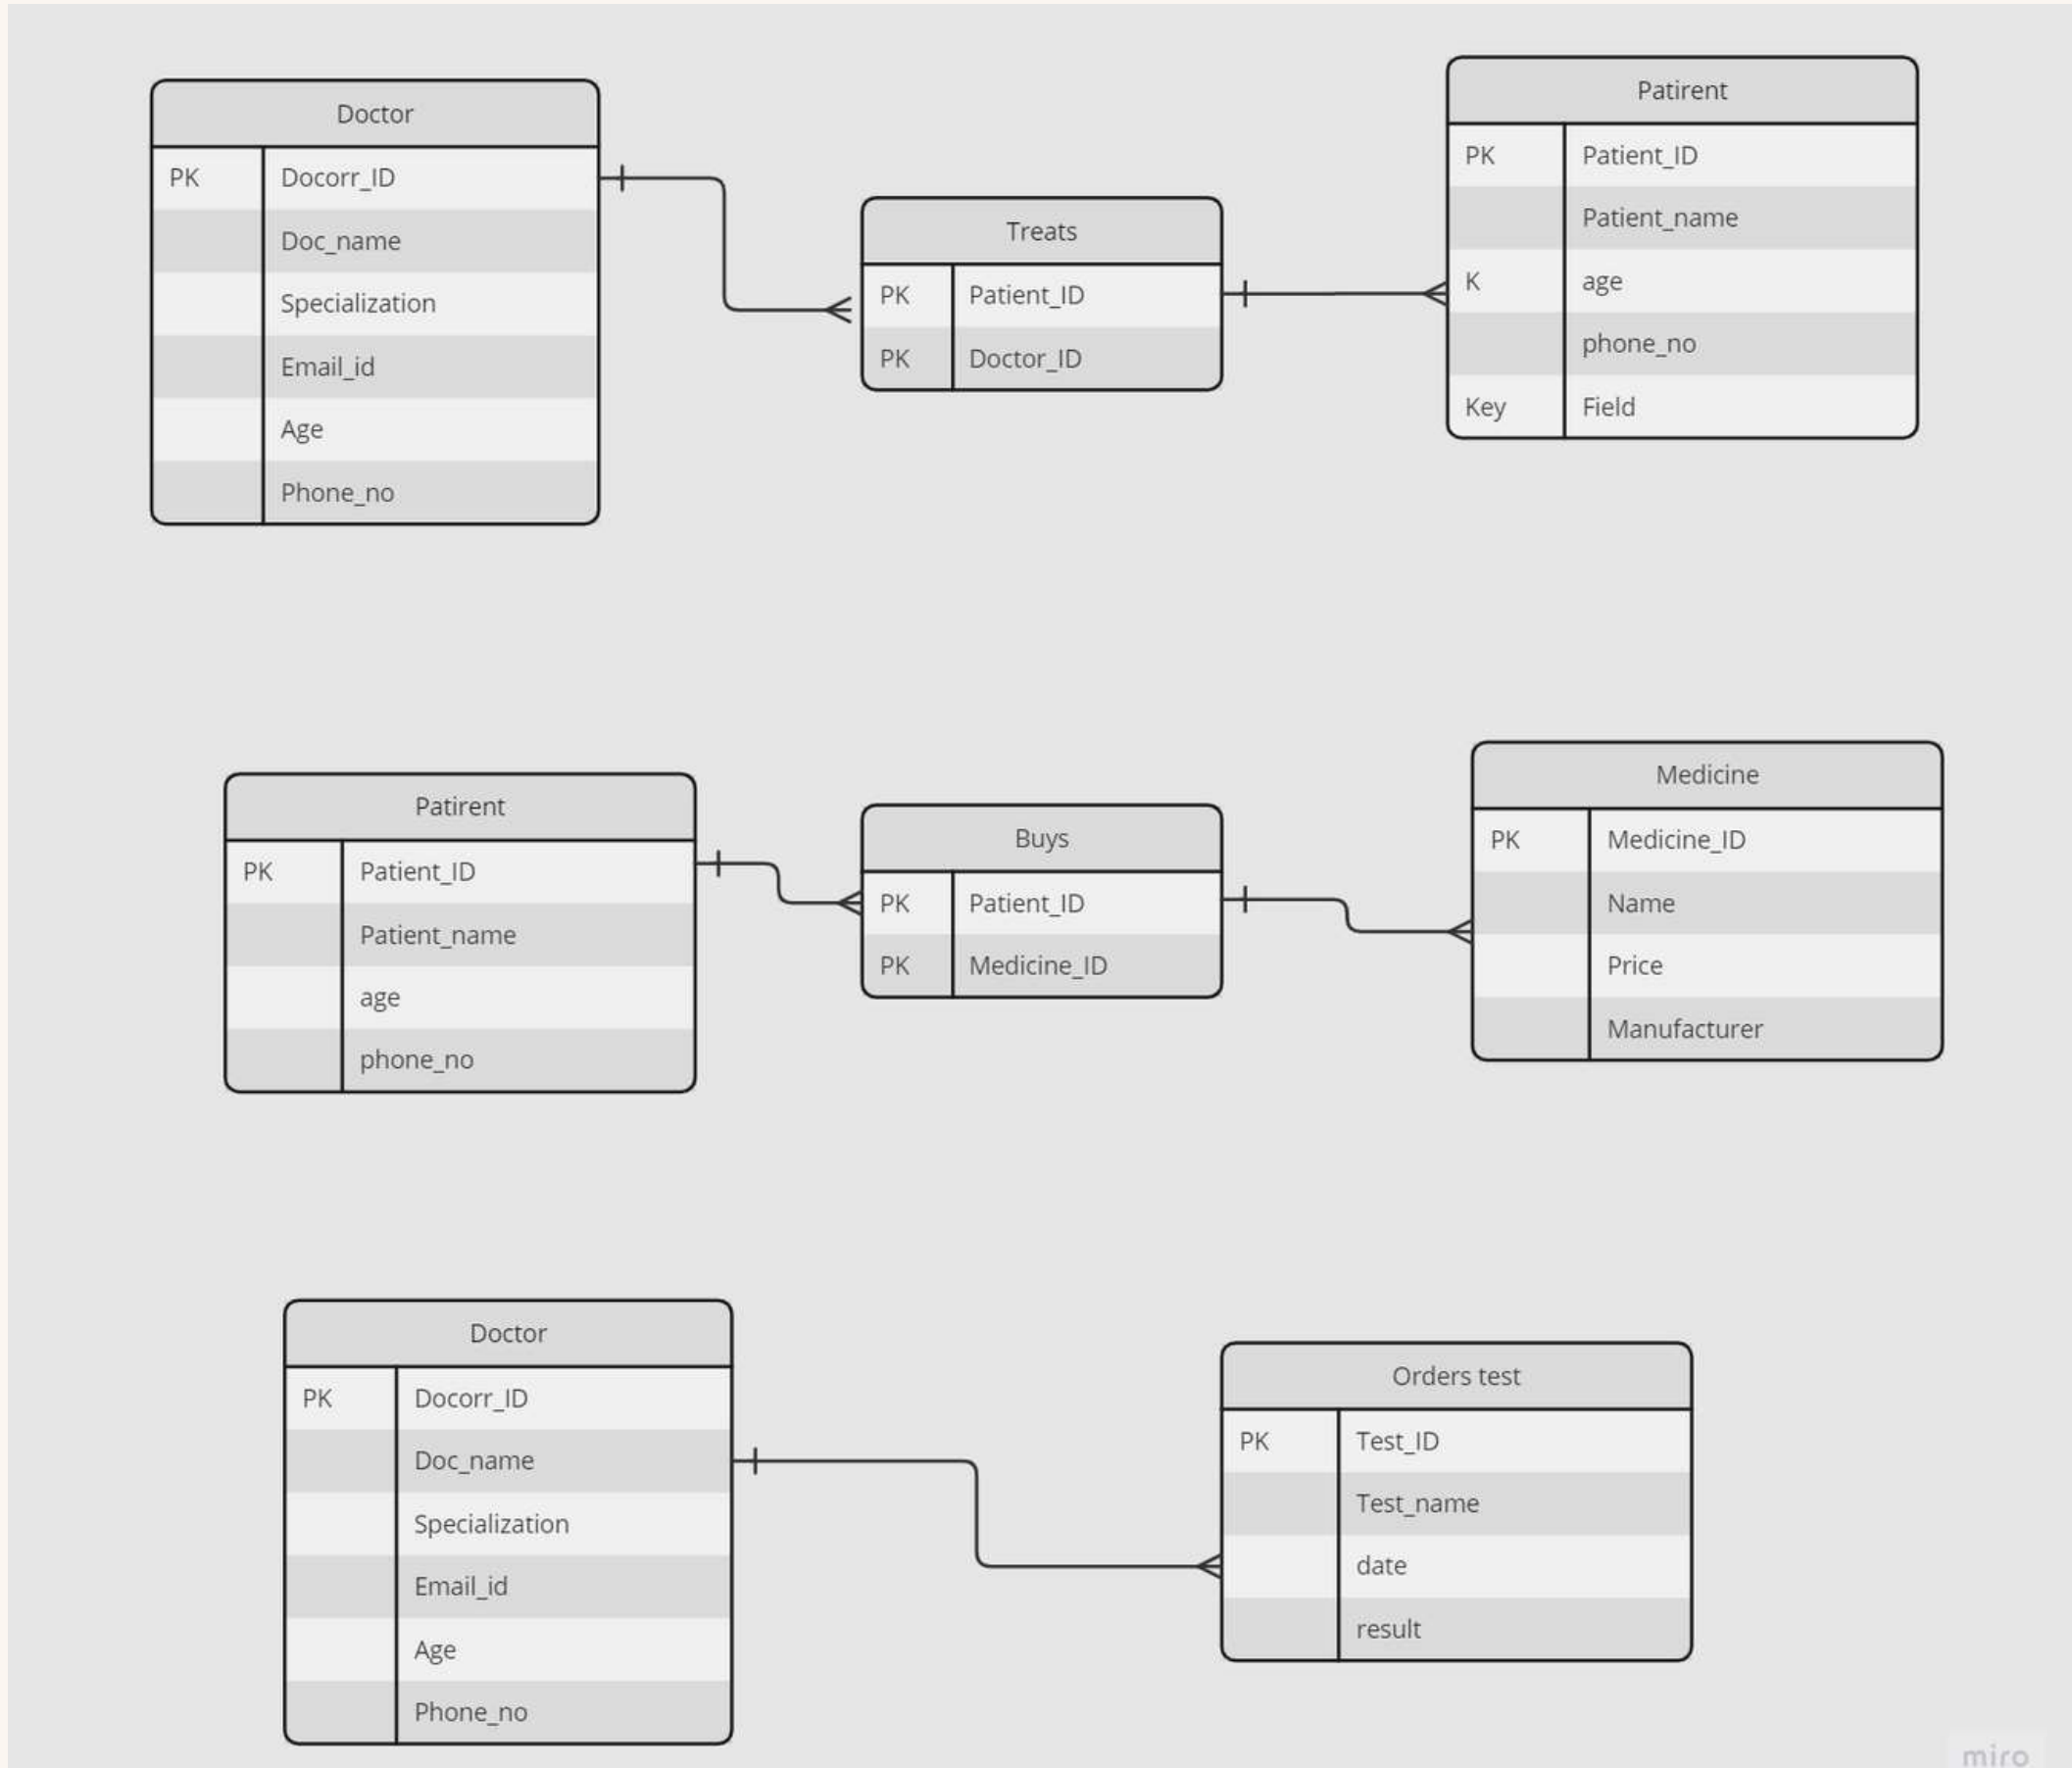 Doctor
PK Docorr_ID
Doc_name
Specialization
Email_id
Age
Phone_no
Treats
PK Patient_ID
PK Doctor_ID
Patirent
PK Patient_ID
Patient_name
K age
phone_no
Key Field
Patirent
PK Patient_ID
Patient_name
age
phone_no
Buys
PK Patient_ID
PK Medicine_ID
Medicine
PK Medicine_ID
Name
Price
Manufacturer
Doctor
PK Docorr_ID
Doc_name
Specialization
Email_id
Age
Phone_no
Orders test
PK Test_ID
Test_name
date
result
miro